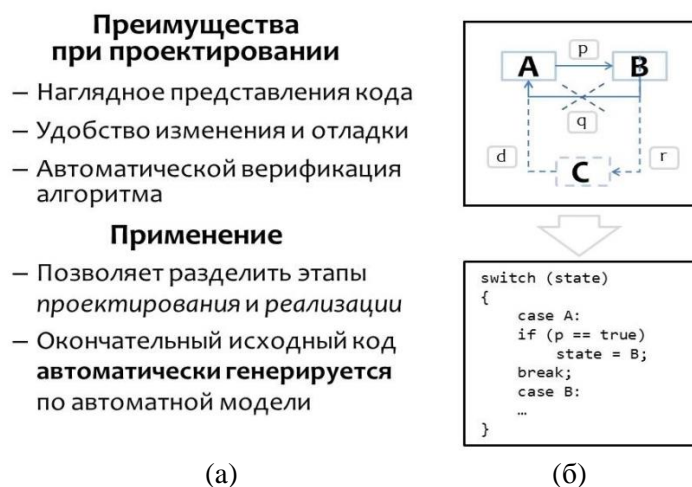 Преимущества
при проектировании
– Наглядное представления кода
– Удобство изменения и отладки
– Автоматической верификация
алгоритма
Применение
– Позволяет разделить этапы
проектирования и реализации
– Окончательный исходный код
автоматически генерируется
по автоматной модели
(а)
p
A
B
q
d
r
C
switch (state)
{
case A:
if (p == true)
state = B;
break;
case B:
…
}
(б)